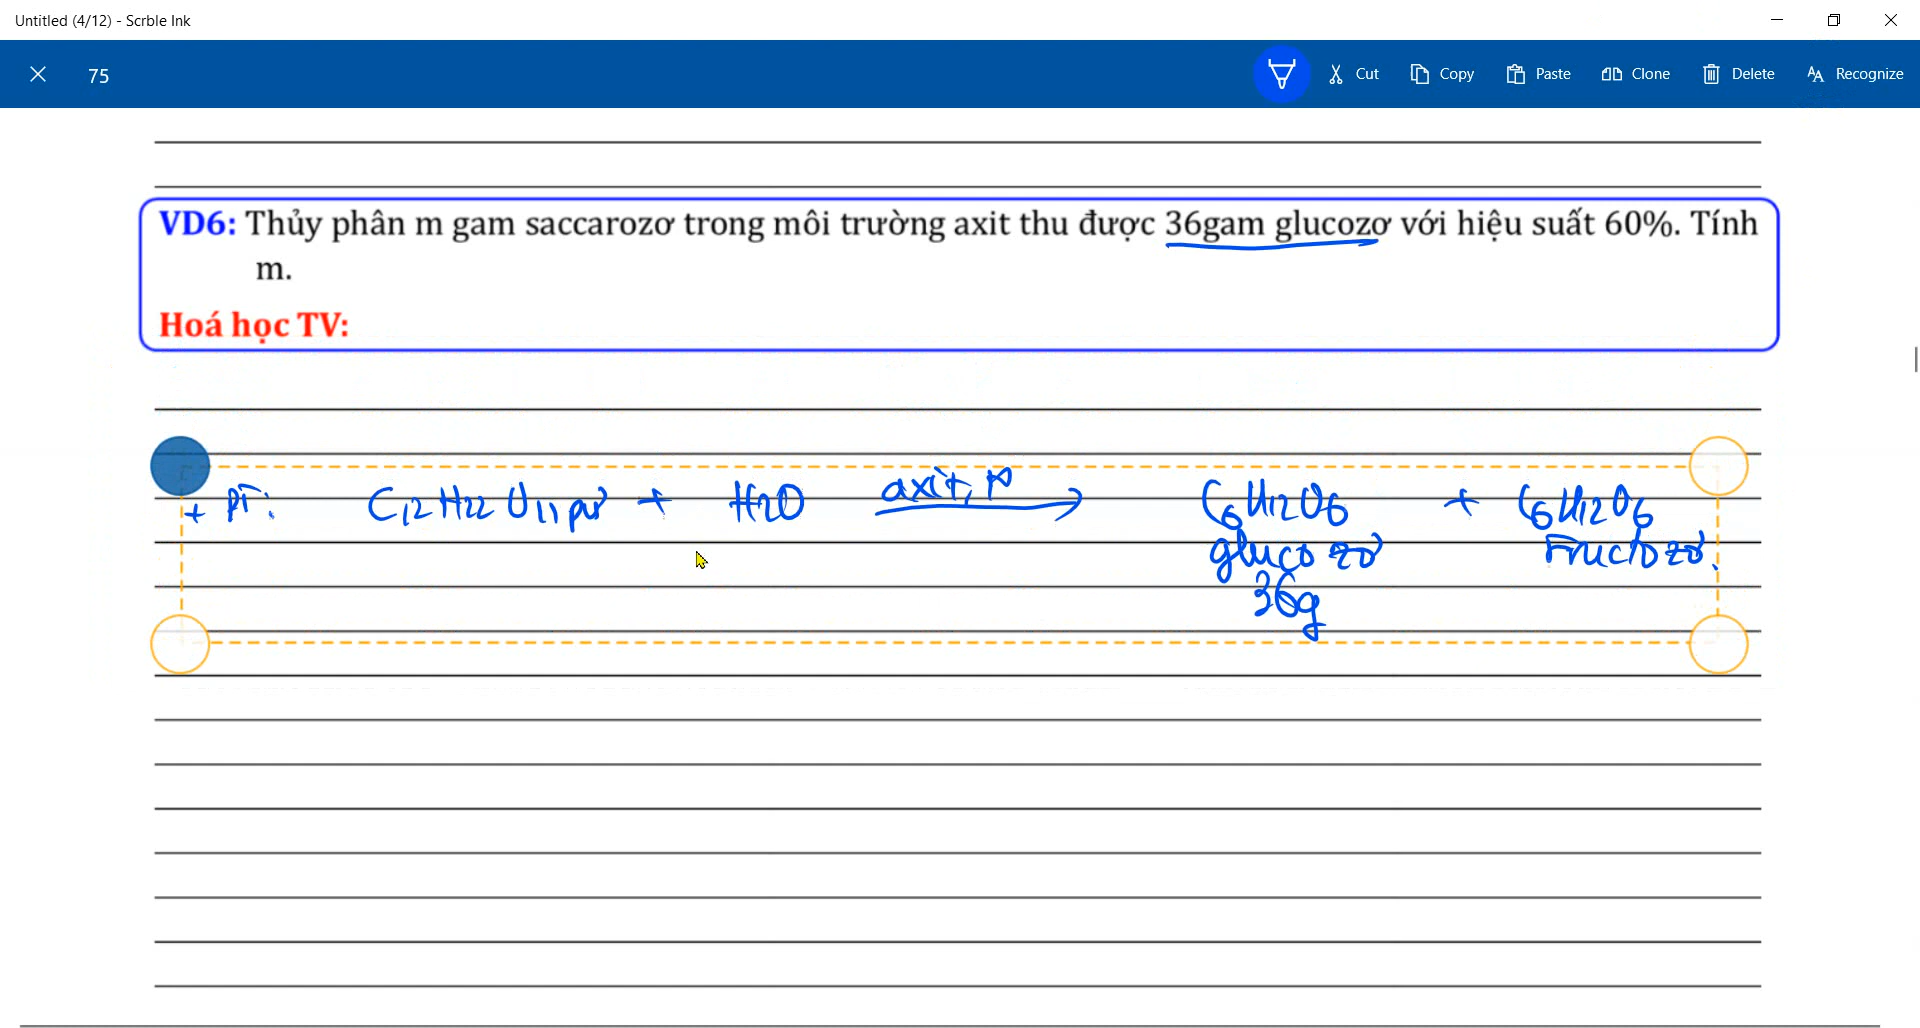 Untitled (4/12) - Scrble Ink
75
Cut
Copy
Paste
Clone
Delete
Recognize
VD6: Thủy phân m gam saccarozơ trong môi trường axit thu được 36gam glucozơ với hiệu suất 60%. Tính
m.
Hoá học TV:
+ PT: C12H22O11 pư + H2O axit, t° → C6H12O6 + C6H12O6
glucozơ Fructozơ.
36g